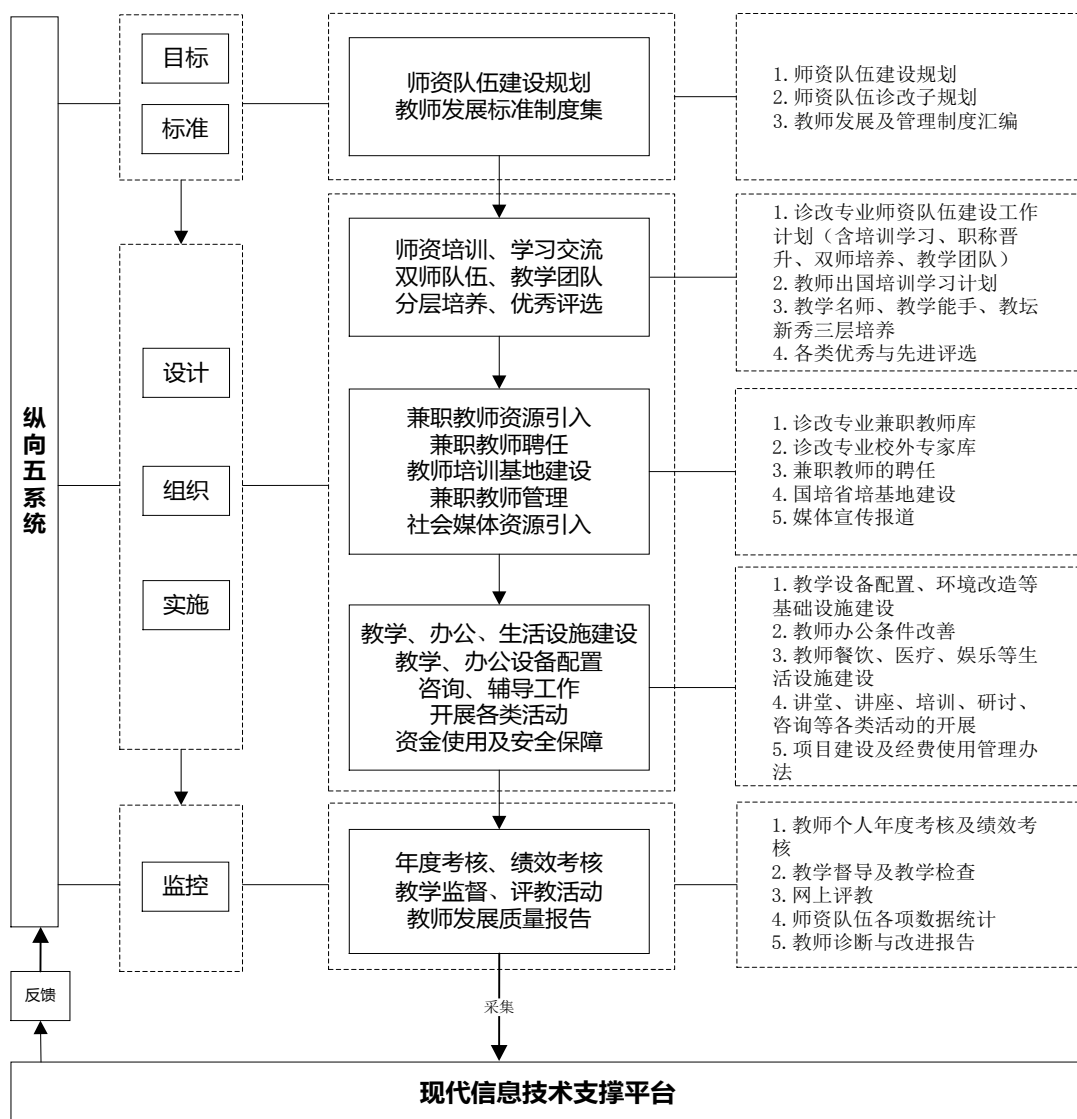 纵向五系统
目标
标准
师资队伍建设规划
教师发展标准制度集
1.师资队伍建设规划
2.师资队伍诊改子规划
3.教师发展及管理制度汇编
设计
组织
实施
师资培训、学习交流
双师队伍、教学团队
分层培养、优秀评选
1.诊改专业师资队伍建设工作
计划（含培训学习、职称晋
升、双师培养、教学团队）
2.教师出国培训学习计划
3.教学名师、教学能手、教坛
新秀三层培养
4.各类优秀与先进评选
兼职教师资源引入
兼职教师聘任
教师培训基地建设
兼职教师管理
社会媒体资源引入
1.诊改专业兼职教师库
2.诊改专业校外专家库
3.兼职教师的聘任
4.国培省培基地建设
5.媒体宣传报道
教学、办公、生活设施建设
教学、办公设备配置
咨询、辅导工作
开展各类活动
资金使用及安全保障
1.教学设备配置、环境改造等
基础设施建设
2.教师办公条件改善
3.教师餐饮、医疗、娱乐等生
活设施建设
4.讲堂、讲座、培训、研讨、
咨询等各类活动的开展
5.项目建设及经费使用管理办
法
监控
年度考核、绩效考核
教学监督、评教活动
教师发展质量报告
1.教师个人年度考核及绩效考
核
2.教学督导及教学检查
3.网上评教
4.师资队伍各项数据统计
5.教师诊断与改进报告
反馈
采集
现代信息技术支撑平台